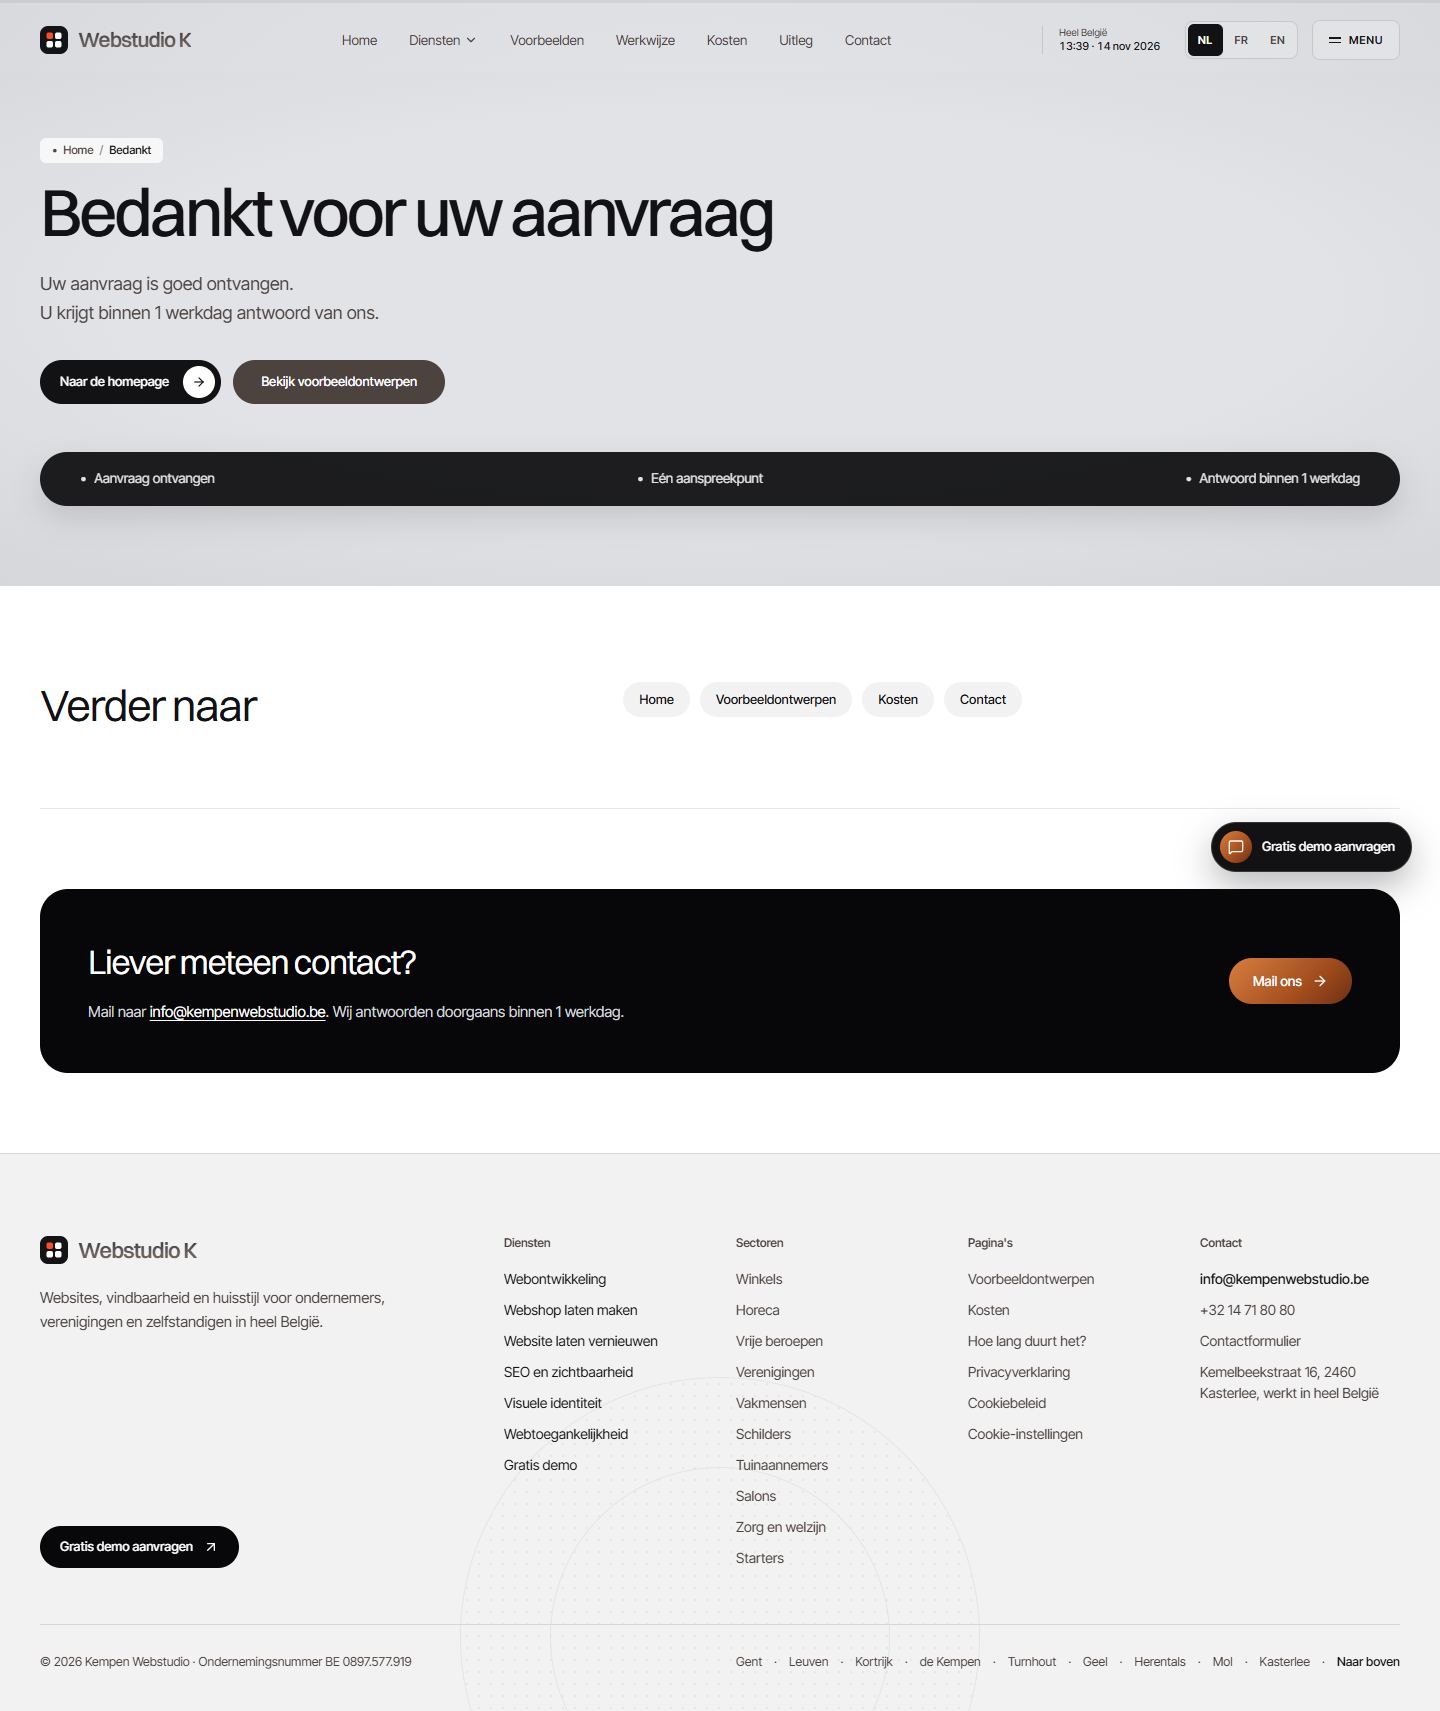 Webstudio K
Home
Diensten
Voorbeelden
Werkwijze
Kosten
Uitleg
Contact
Heel België
13:39 · 14 nov 2026
NL
FR
EN
MENU
• Home / Bedankt
Bedankt voor uw aanvraag
Uw aanvraag is goed ontvangen.
U krijgt binnen 1 werkdag antwoord van ons.
Naar de homepage
Bekijk voorbeeldontwerpen
• Aanvraag ontvangen
• Eén aanspreekpunt
• Antwoord binnen 1 werkdag
Verder naar
Home
Voorbeeldontwerpen
Kosten
Contact
Gratis demo aanvragen
Liever meteen contact?
Mail naar info@kempenwebstudio.be. Wij antwoorden doorgaans binnen 1 werkdag.
Mail ons
Webstudio K
Websites, vindbaarheid en huisstijl voor ondernemers,
verenigingen en zelfstandigen in heel België.
Gratis demo aanvragen
Diensten
Webontwikkeling
Webshop laten maken
Website laten vernieuwen
SEO en zichtbaarheid
Visuele identiteit
Webtoegankelijkheid
Gratis demo
Sectoren
Winkels
Horeca
Vrije beroepen
Verenigingen
Vakmensen
Schilders
Tuinaannemers
Salons
Zorg en welzijn
Starters
Pagina's
Voorbeeldontwerpen
Kosten
Hoe lang duurt het?
Privacyverklaring
Cookiebeleid
Cookie-instellingen
Contact
info@kempenwebstudio.be
+32 14 71 80 80
Contactformulier
Kemelbeekstraat 16, 2460
Kasterlee, werkt in heel België
© 2026 Kempen Webstudio · Ondernemingsnummer BE 0897.577.919
Gent · Leuven · Kortrijk · de Kempen · Turnhout · Geel · Herentals · Mol · Kasterlee · Naar boven